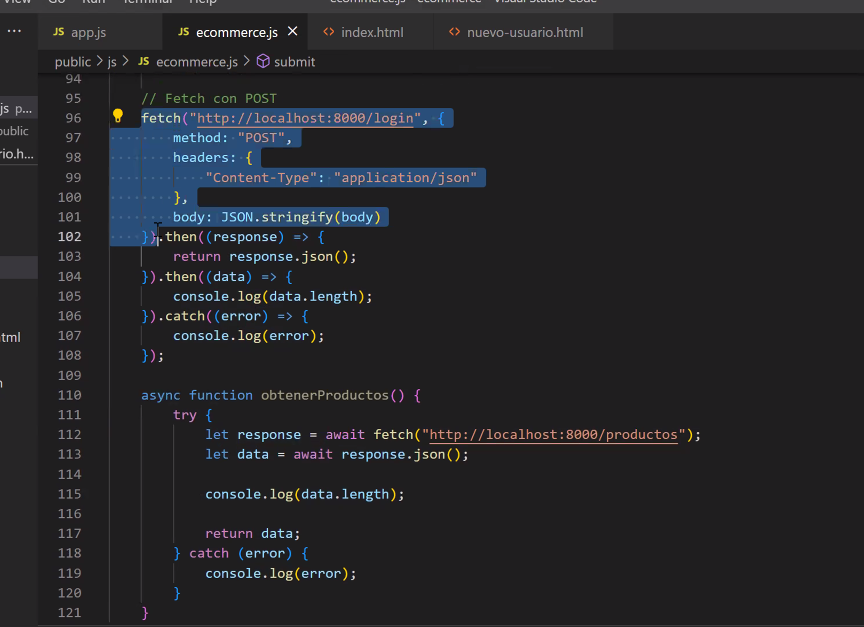 View Go Run Terminal Help ecommerce.js - ecommerce - Visual Studio Code
... JS app.js JS ecommerce.js × <> index.html <> nuevo-usuario.html
public > js > JS ecommerce.js > submit
94
95 // Fetch con POST
js p...
96 fetch("http://localhost:8000/login", {
public
97 method: "POST",
io.h...
98 headers: {
99 "Content-Type": "application/json"
100 },
101 body: JSON.stringify(body)
102 }).then((response) => {
103 return response.json();
104 }).then((data) => {
105 console.log(data.length);
106 }).catch((error) => {
tml
107 console.log(error);
108 });
109
110 async function obtenerProductos() {
111 try {
112 let response = await fetch("http://localhost:8000/productos");
113 let data = await response.json();
114
115 console.log(data.length);
116
117 return data;
118 } catch (error) {
119 console.log(error);
120 }
121 }